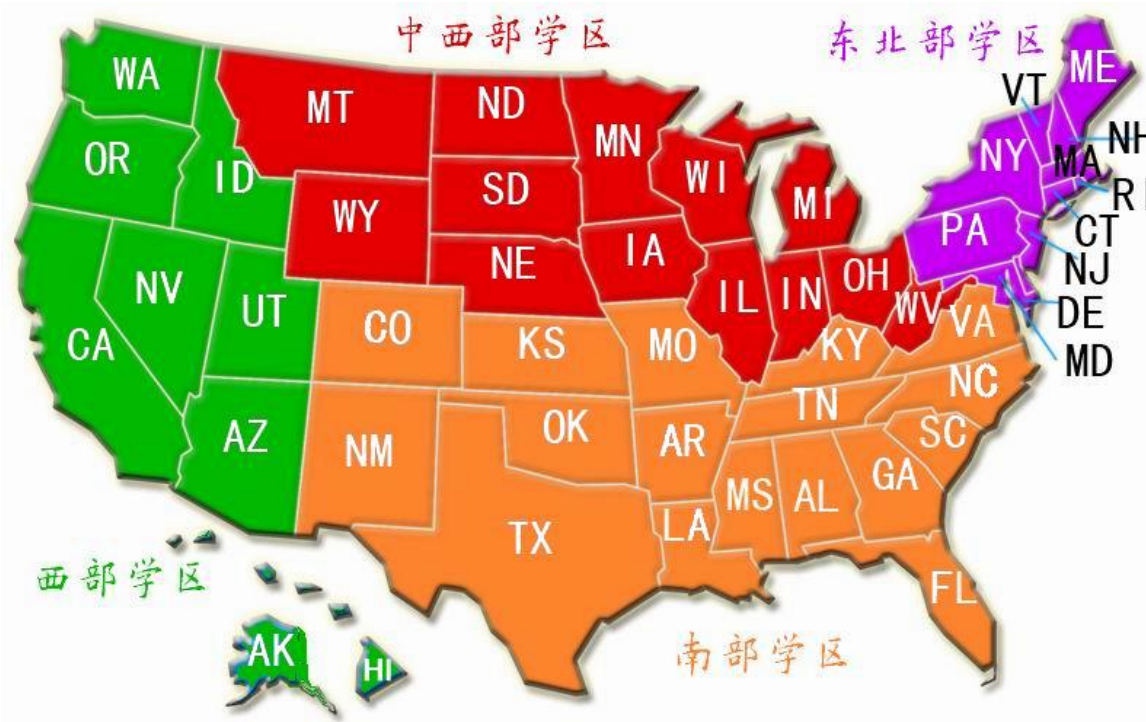 中西部学区
东北部学区
WA
MT
ND
MN
ME
VT
OR
ID
SD
WI
NY
NH
MA
WY
MI
RI
NE
IA
PA
CT
NV
UT
IL
IN
OH
NJ
CA
CO
KS
MO
KY
WV
VA
DE
MD
AZ
NM
OK
AR
TN
NC
SC
TX
LA
MS
AL
GA
西部学区
FL
AK
HI
南部学区